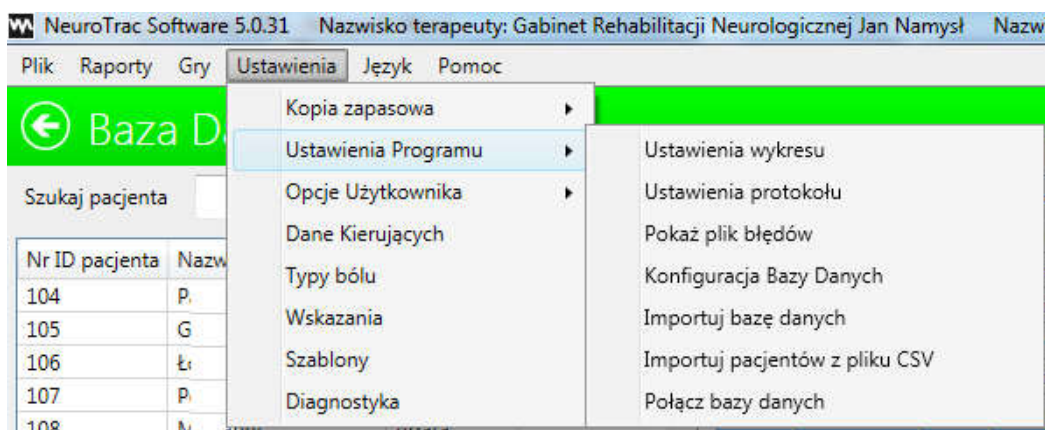 NeuroTrac Software 5.0.31 Nazwisko terapeuty: Gabinet Rehabilitacji Neurologicznej Jan Namysł Nazw
Plik Raporty Gry Ustawienia Język Pomoc
Baza D
Szukaj pacjenta
Nr ID pacjenta Nazw
104 P
105 G
106 Ł
107 P
108 N
Kopia zapasowa
Ustawienia Programu
Opcje Użytkownika
Dane Kierujących
Typy bólu
Wskazania
Szablony
Diagnostyka
Ustawienia wykresu
Ustawienia protokołu
Pokaż plik błędów
Konfiguracja Bazy Danych
Importuj bazę danych
Importuj pacjentów z pliku CSV
Połącz bazy danych